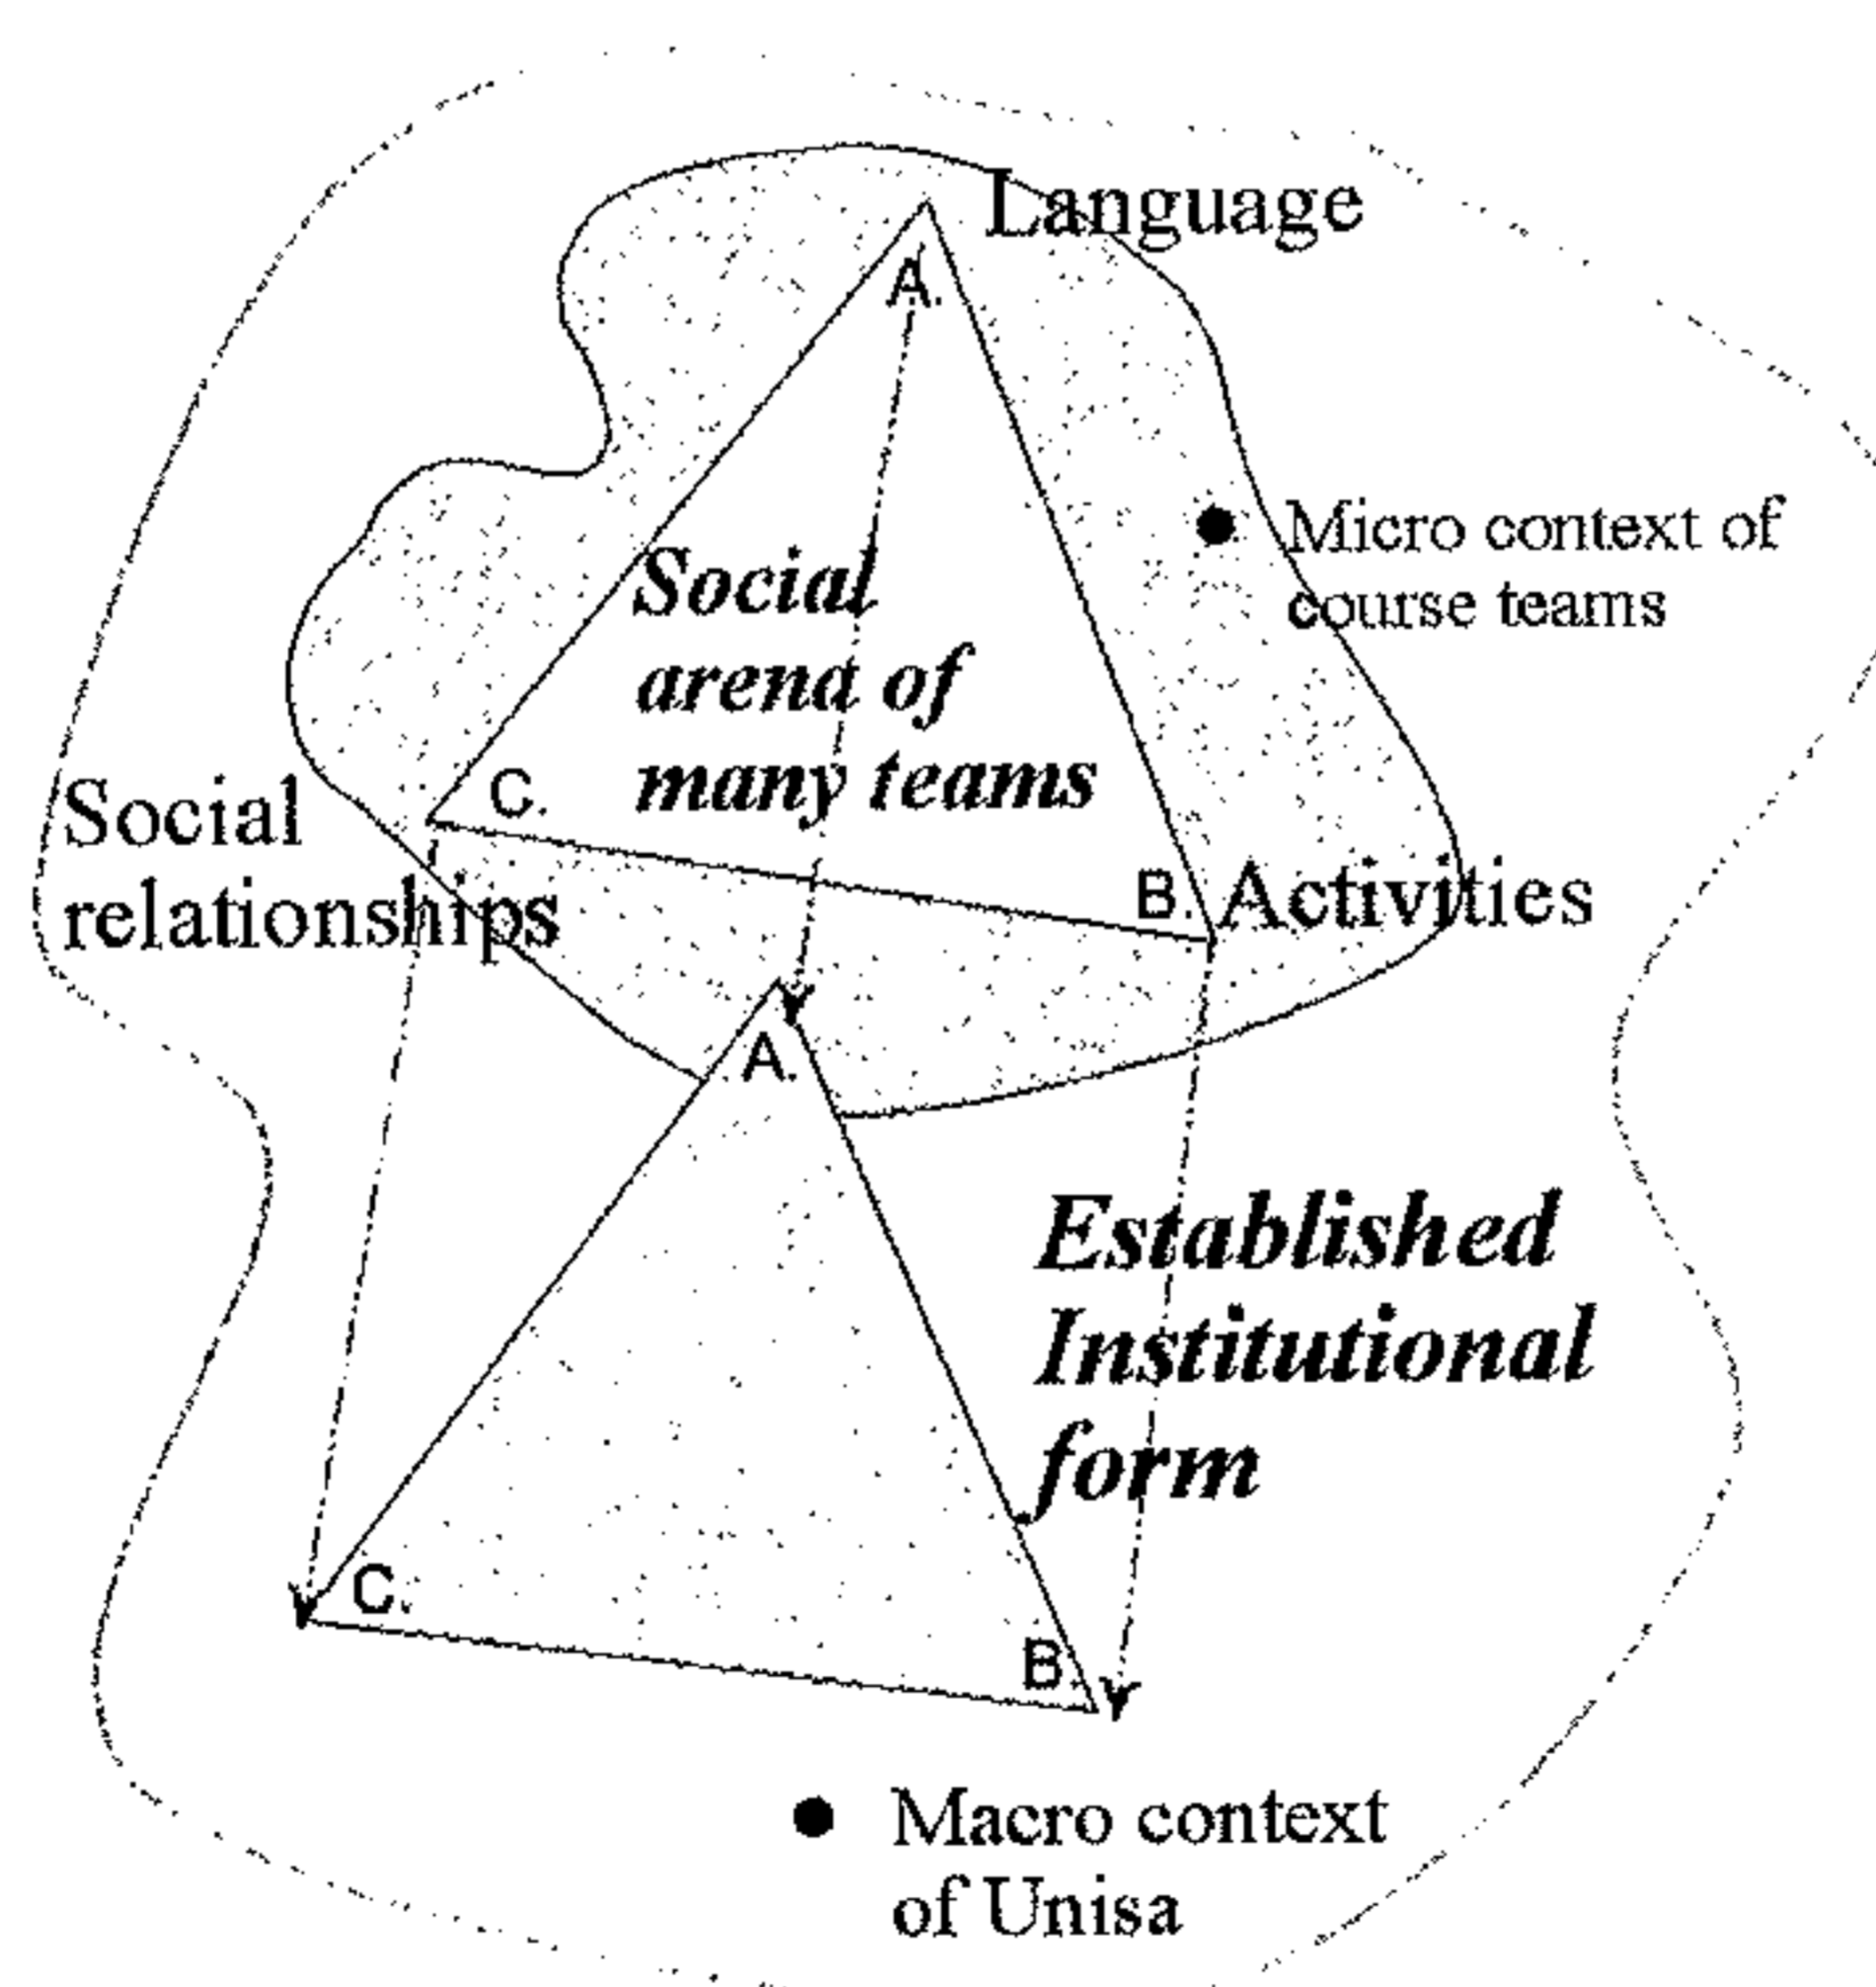 Language
A.
Micro context of
course teams
Social
arena of
many teams
C.
Social
relationships
B.
Activities
A.
Established
Institutional
form
C.
B.
Macro context
of Unisa